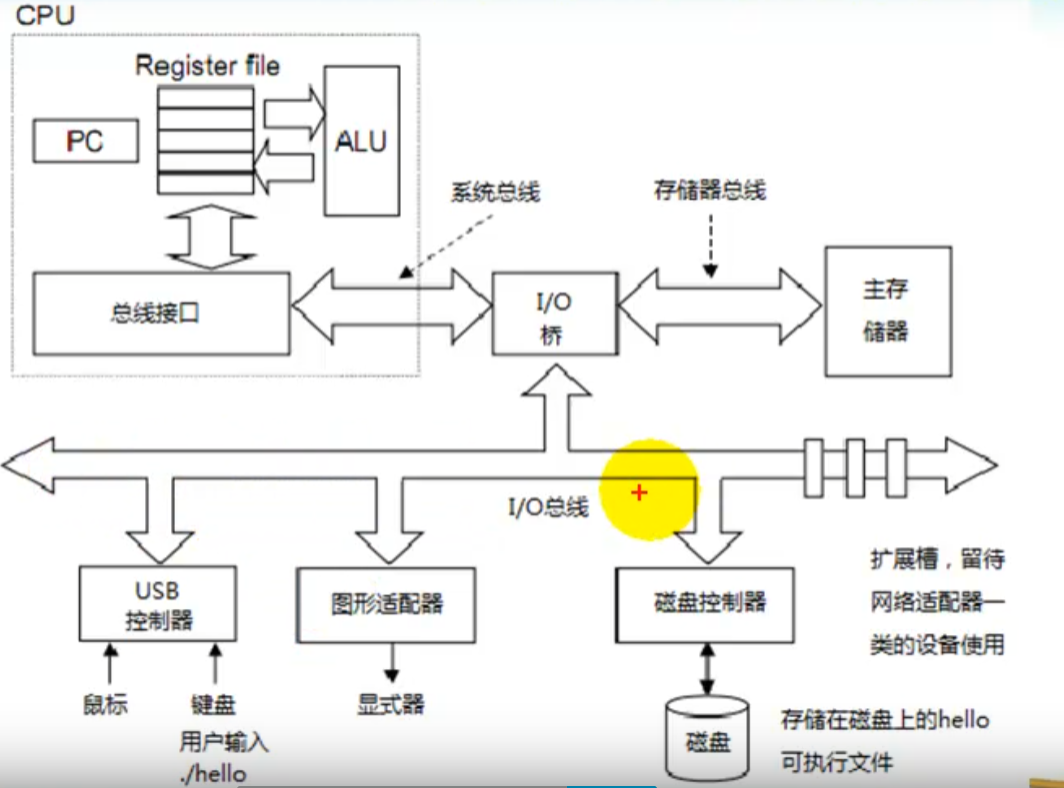 CPU
Register file
PC
ALU
系统总线
存储器总线
总线接口
I/O
桥
主存
储器
I/O总线
USB
控制器
图形适配器
磁盘控制器
扩展槽，留待
网络适配器一
类的设备使用
鼠标
键盘
显式器
用户输入
./hello
磁盘
存储在磁盘上的hello
可执行文件